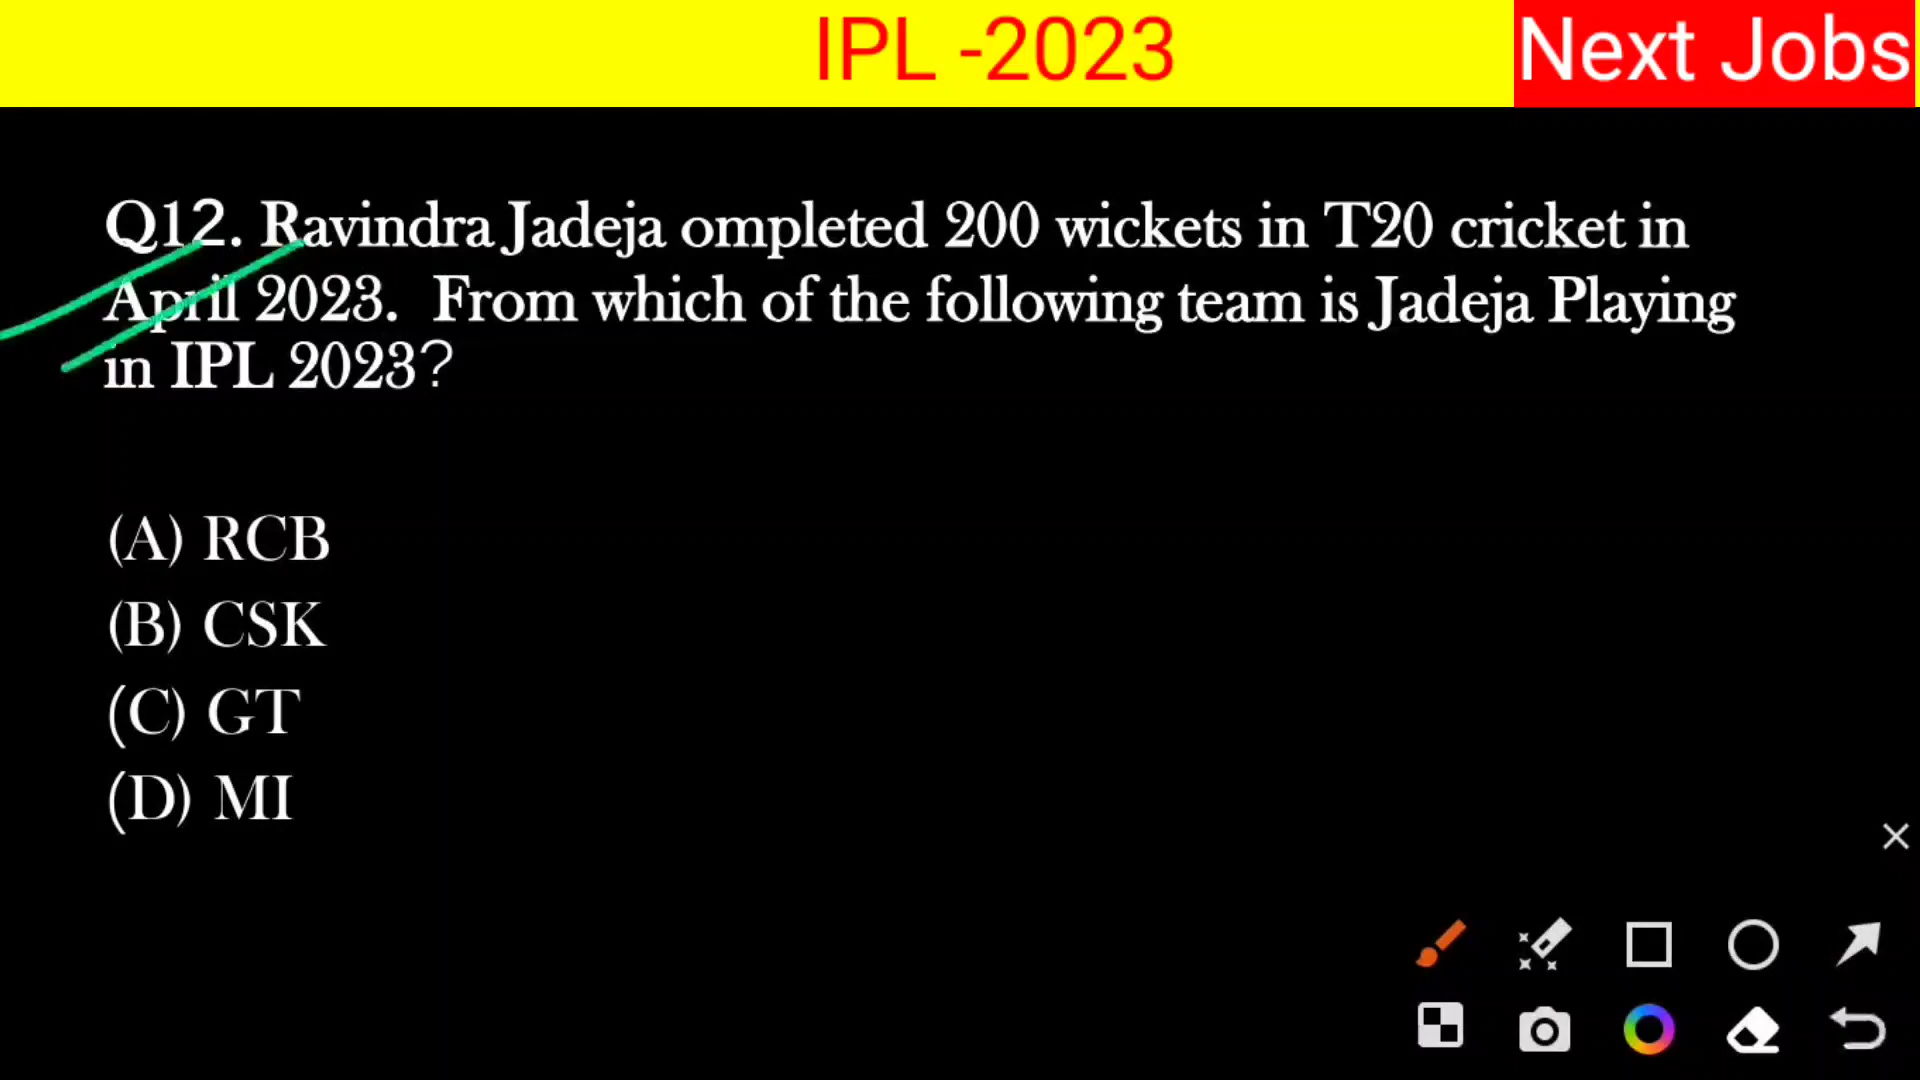 IPL -2023
Next Jobs
Q12. Ravindra Jadeja ompleted 200 wickets in T20 cricket in
April 2023. From which of the following team is Jadeja Playing
in IPL 2023?
(A) RCB
(B) CSK
(C) GT
(D) MI